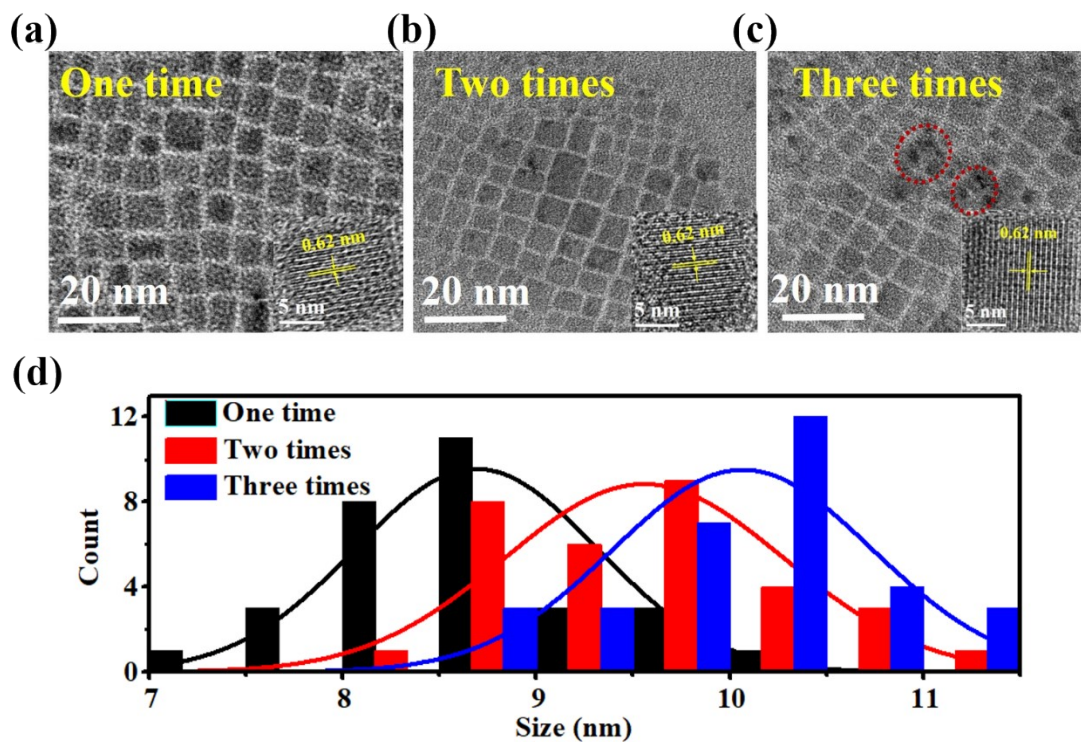 (a)
(b)
(c)
One time
Two times
Three times
0.62 nm
0.62 nm
0.62 nm
20 nm
5 nm
20 nm
5 nm
20 nm
5 nm
(d)
One time
Two times
Three times
12
8
4
0
Count
7
8
9
10
11
Size (nm)